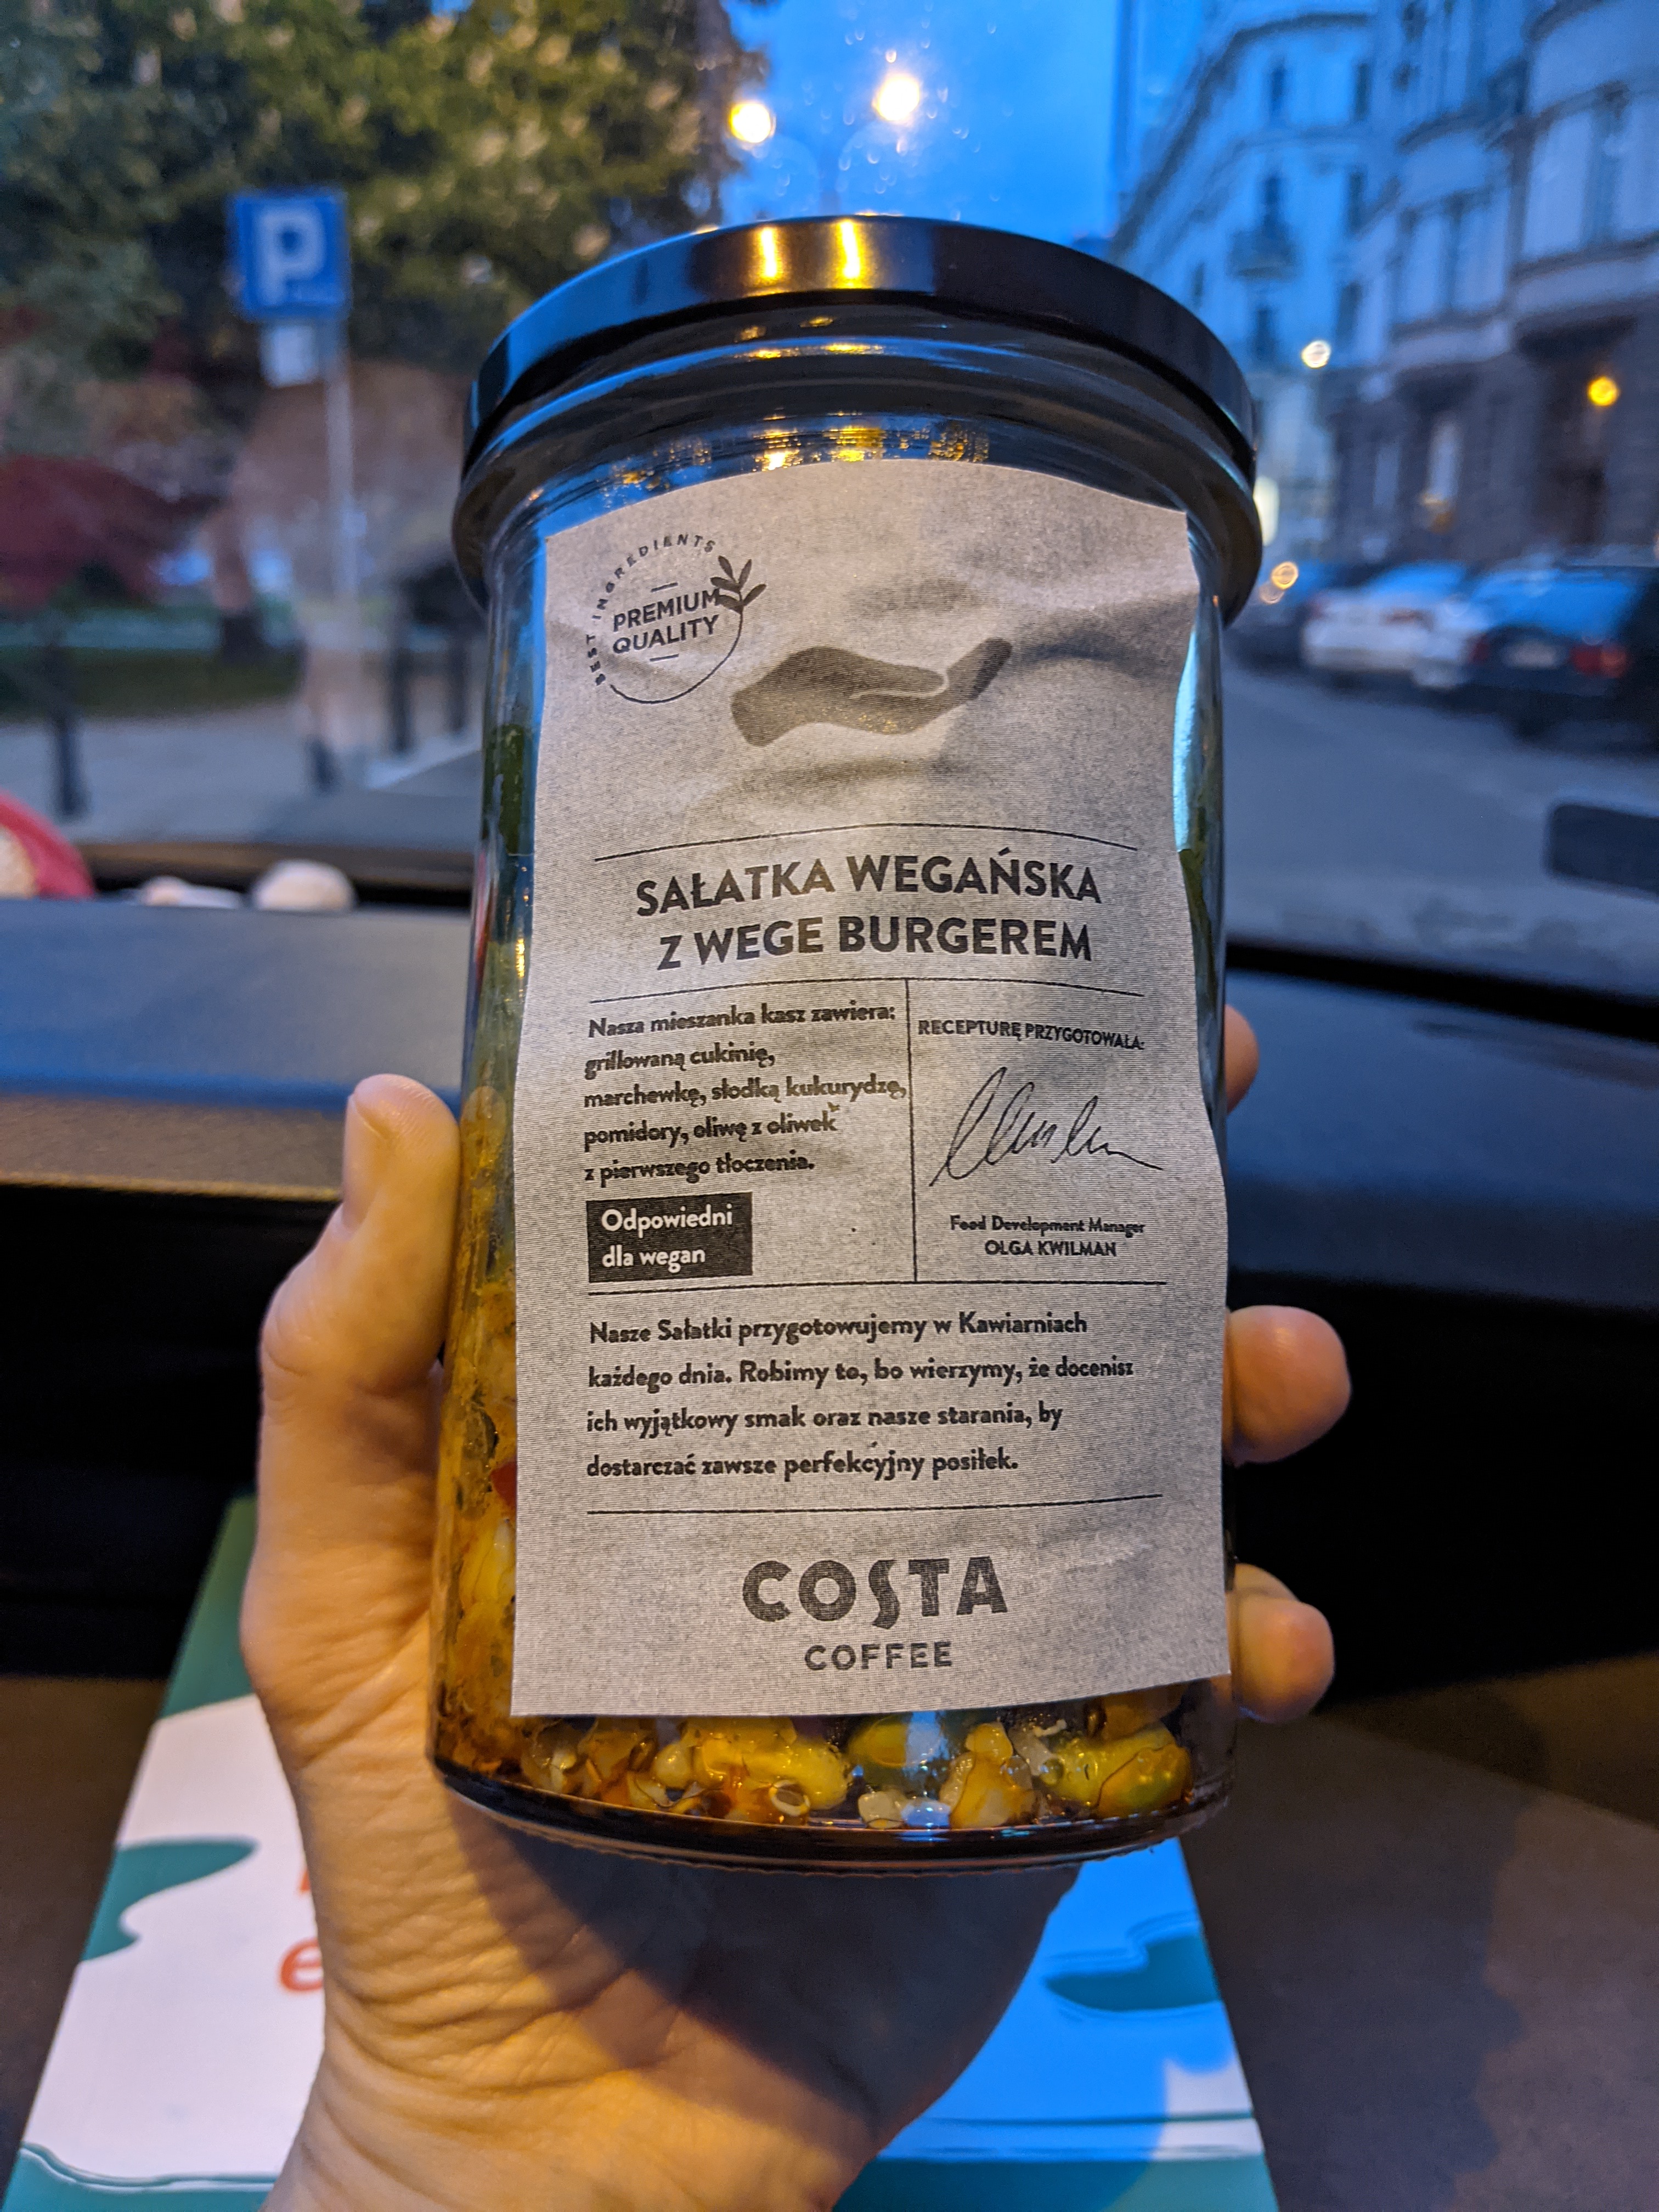 P
BEST INGREDIENTS
PREMIUM
QUALITY
SAŁATKA WEGAŃSKA
Z WEGE BURGEREM
Nasza mieszanka kasz zawiera:
grillowaną cukinię,
marchewkę, słodką kukurydzę,
pomidory, oliwę z oliwek
z pierwszego tłoczenia.
Odpowiedni
dla wegan
RECEPTURĘ PRZYGOTOWAŁA:
Food Development Manager
OLGA KWILMAN
Nasze Sałatki przygotowujemy w Kawiarniach
każdego dnia. Robimy to, bo wierzymy, że docenisz
ich wyjątkowy smak oraz nasze starania, by
dostarczać zawsze perfekcyjny posiłek.
COSTA
COFFEE